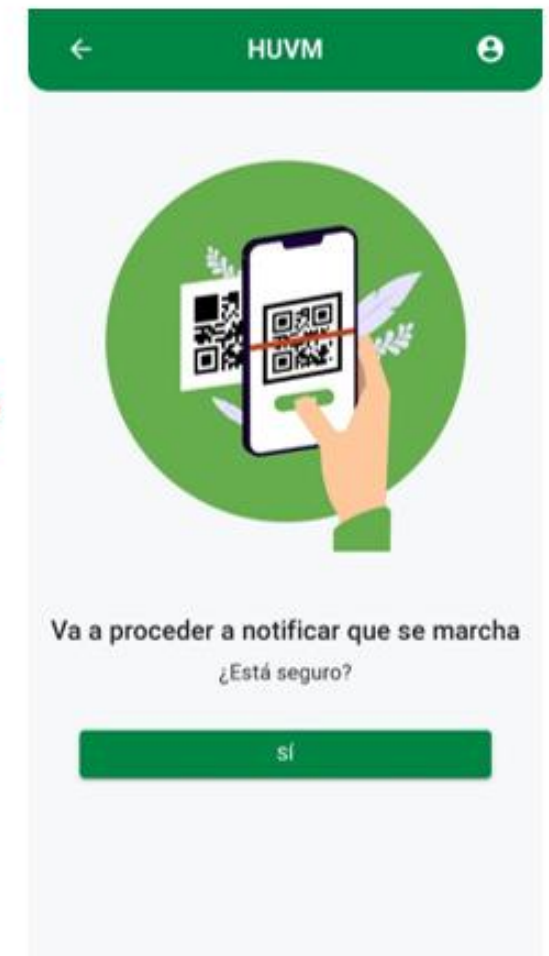 HUVM
Va a proceder a notificar que se marcha
¿Está seguro?
SÍ